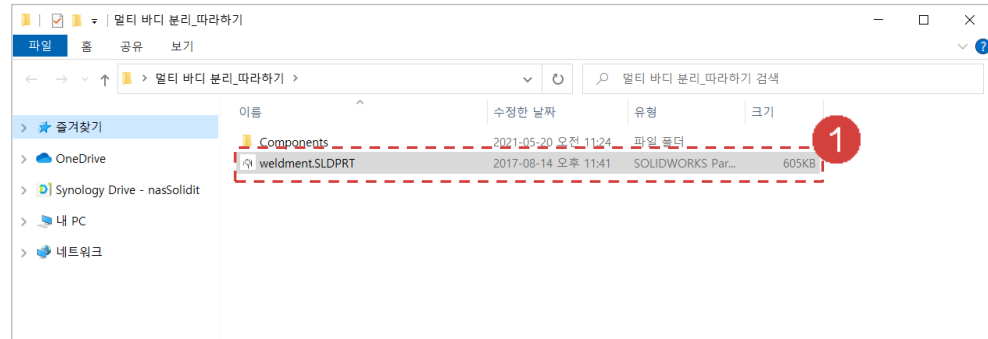 멀티 바디 분리_따라하기
파일 홈 공유 보기
멀티 바디 분리_따라하기
멀티 바디 분리_따라하기 검색
이름 수정한 날짜 유형 크기
즐겨찾기
Components 2021-05-20 오전 11:24 파일 폴더
1
OneDrive
weldment.SLDPRT 2017-08-14 오후 11:41 SOLIDWORKS Par... 605KB
Synology Drive - nasSolidit
내 PC
네트워크